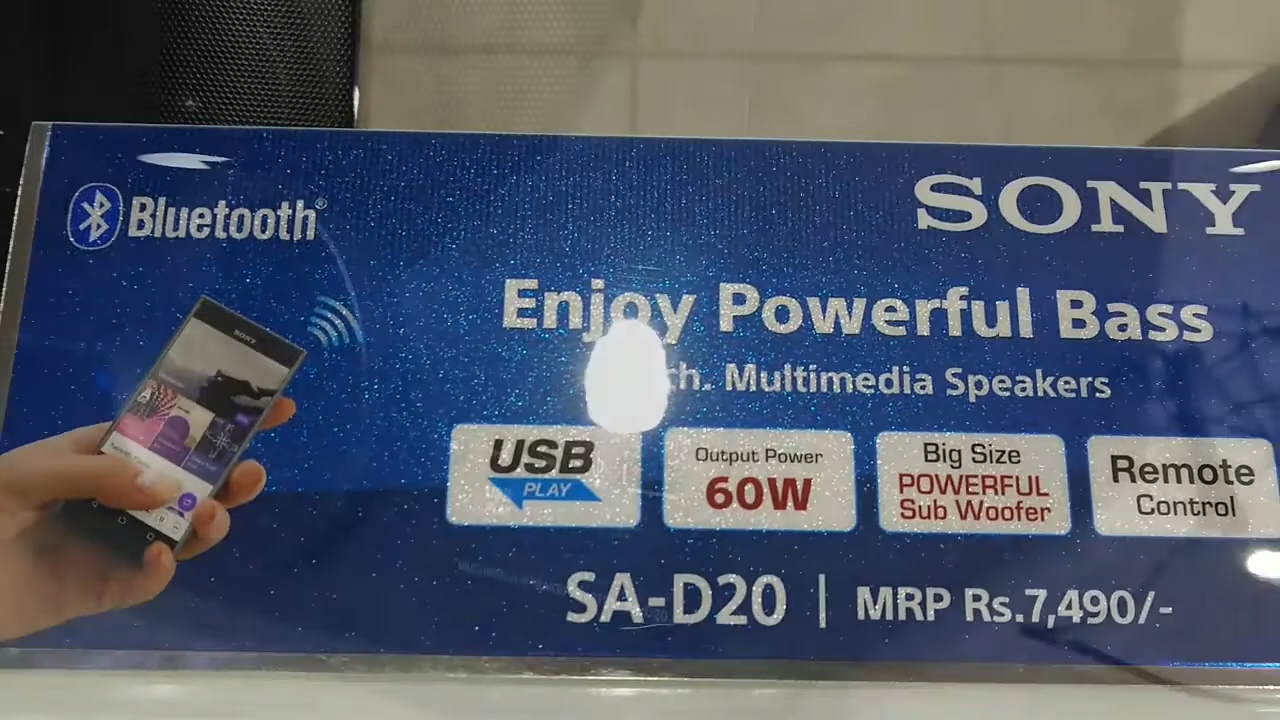 Bluetooth®
SONY
SONY
Enjoy Powerful Bass
ch. Multimedia Speakers
USB
PLAY
Output Power
60W
Big Size
POWERFUL
Sub Woofer
Remote
Control
SA-D20 | MRP Rs.7,490/-